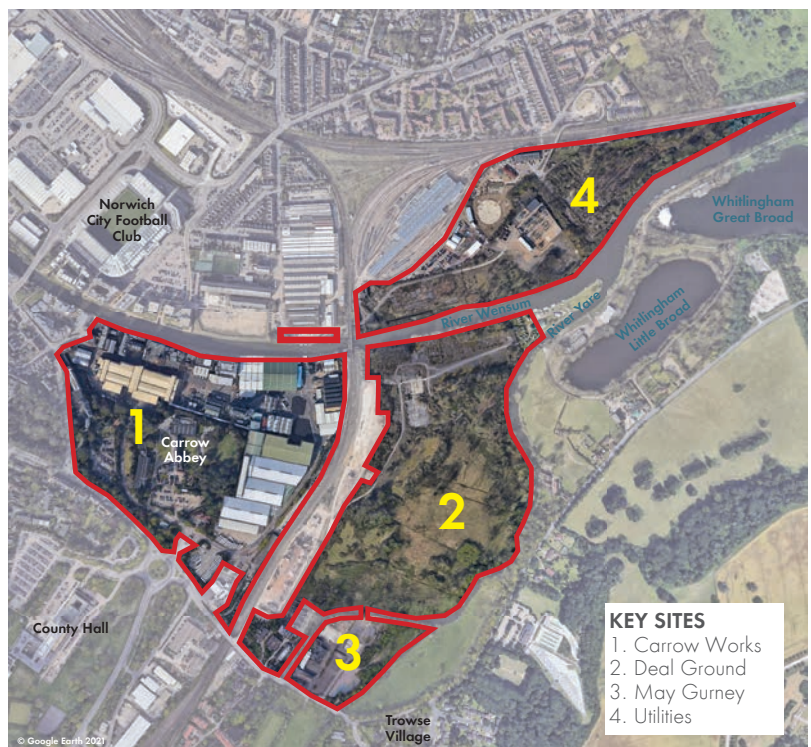 Norwich
City Football
Club
4
Whitlingham
Great Broad
River Wensum
River Yare
Whitlingham
Little Broad
1
Carrow
Abbey
2
County Hall
3
Trowse
Village
KEY SITES
1. Carrow Works
2. Deal Ground
3. May Gurney
4. Utilities
© Google Earth 2021